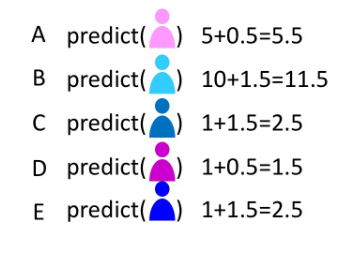 A predict( ) 5+0.5=5.5
B predict( ) 10+1.5=11.5
C predict( ) 1+1.5=2.5
D predict( ) 1+0.5=1.5
E predict( ) 1+1.5=2.5